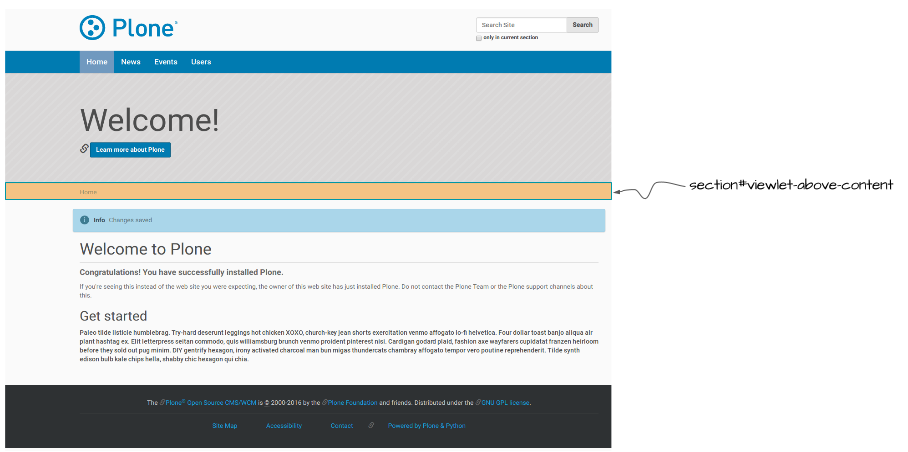 Plone®
Search Site
Search
only in current section
Home
News
Events
Users
Welcome!
Learn more about Plone
Home
section#viewlet-above-content
Info Changes saved
Welcome to Plone
Congratulations! You have successfully installed Plone.
If you're seeing this instead of the web site you were expecting, the owner of this web site has just installed Plone. Do not contact the Plone Team or the Plone support channels about
this.
Get started
Paleo tilde listicle humblebrag. Try-hard deserunt leggings hot chicken XOXO, church-key jean shorts exercitation venmo affogato lo-fi helvetica. Four dollar toast banjo aliqua air
plant hashtag ex. Elit letterpress seitan commodo, quis williamsburg brunch venmo proident pinterest nisi. Cardigan godard plaid, fashion axe wayfarers cupidatat franzen heirloom
before they sold out pug minim. DIY gentrify hexagon, irony activated charcoal man bun migas thundercats chambray affogato tempor vero poutine reprehenderit. Tilde synth
edison bulb kale chips hella, shabby chic hexagon qui chia.
The Plone® Open Source CMS/WCM is © 2000-2016 by the Plone Foundation and friends. Distributed under the GNU GPL license.
Site Map
Accessibility
Contact
Powered by Plone & Python